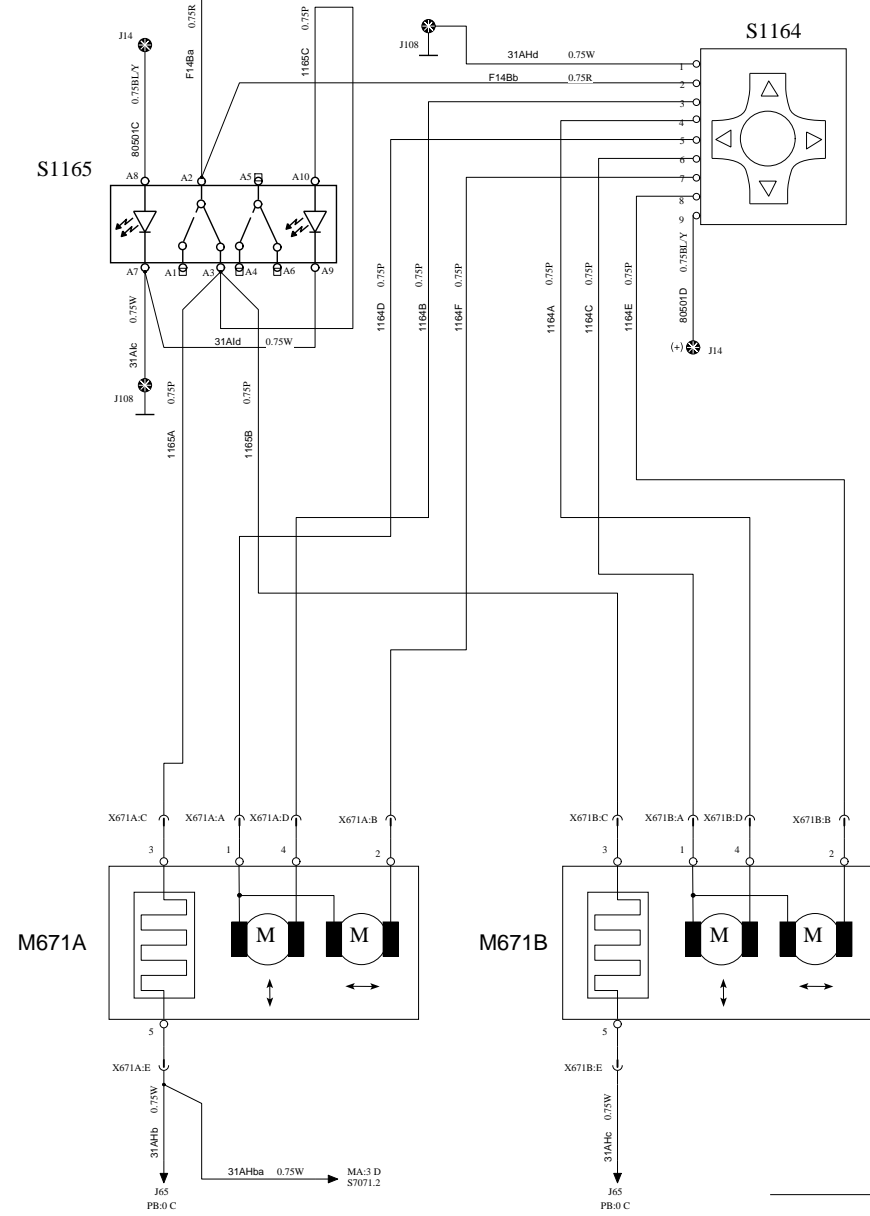 0.75R
F14Ba
0.75P
1165C
J14
0.75BL/Y
80501C
J108
31AHd 0.75W
F14Bb 0.75R
S1164
1
2
3
4
5
6
7
8
9
S1165
A8
A2
A5
A10
A7
A1
A3
A4
A6
A9
0.75W
31AIc
31AId 0.75W
J108
0.75P
1165A
0.75P
1165B
0.75P
1164D
0.75P
1164B
0.75P
1164F
0.75P
1164A
0.75P
1164C
0.75P
1164E
0.75BL/Y
80501D
(+) J14
X671A:C
X671A:A
X671A:D
X671A:B
X671B:C
X671B:A
X671B:D
X671B:B
3
1
4
2
3
1
4
2
M671A
M
M
M671B
M
M
5
5
X671A:E
X671B:E
0.75W
31AHb
0.75W
31AHc
31AHba 0.75W
MA:3 D
S7071.2
J65
PB:0 C
J65
PB:0 C